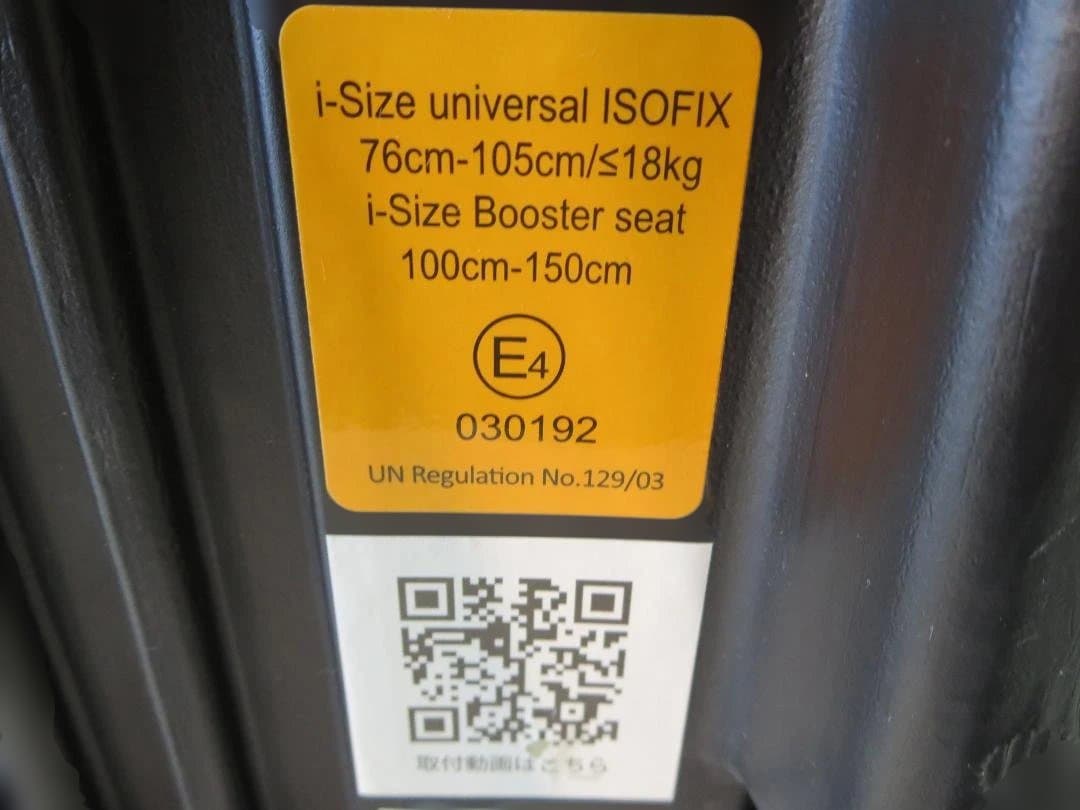 i-Size universal ISOFIX
76cm-105cm/≤18kg
i-Size Booster seat
100cm-150cm
E4
030192
UN Regulation No.129/03
取付動画はこちら